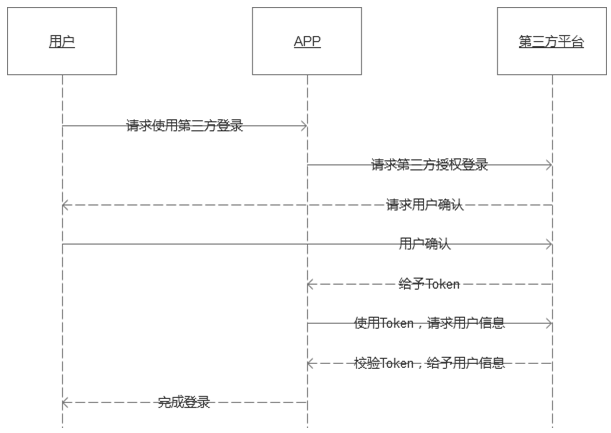 用户
APP
第三方平台
请求使用第三方登录
请求第三方授权登录
请求用户确认
用户确认
给予Token
使用Token，请求用户信息
校验Token，给予用户信息
完成登录